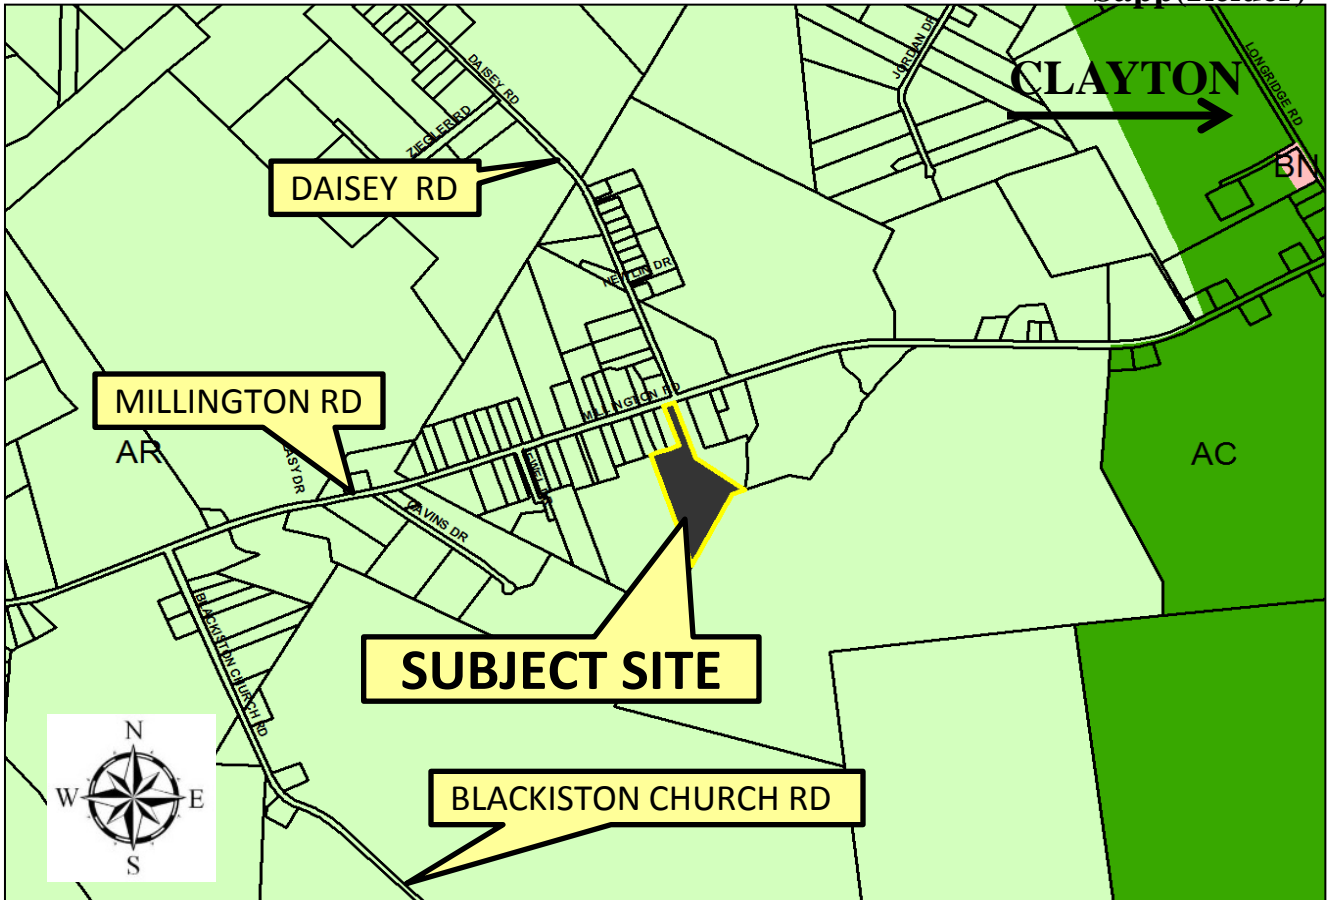 CLAYTON
LONGRIDGE RD
JORDAN DR
DAISEY RD
ZIEGLER RD
BN
DAISEY RD
NEWLIN DR
MILLINGTON RD
MILLINGTON RD
AR
AC
DAVINS DR
SUBJECT SITE
BLACKISTON CHURCH RD
BLACKISTON CHURCH RD
N
W E
S